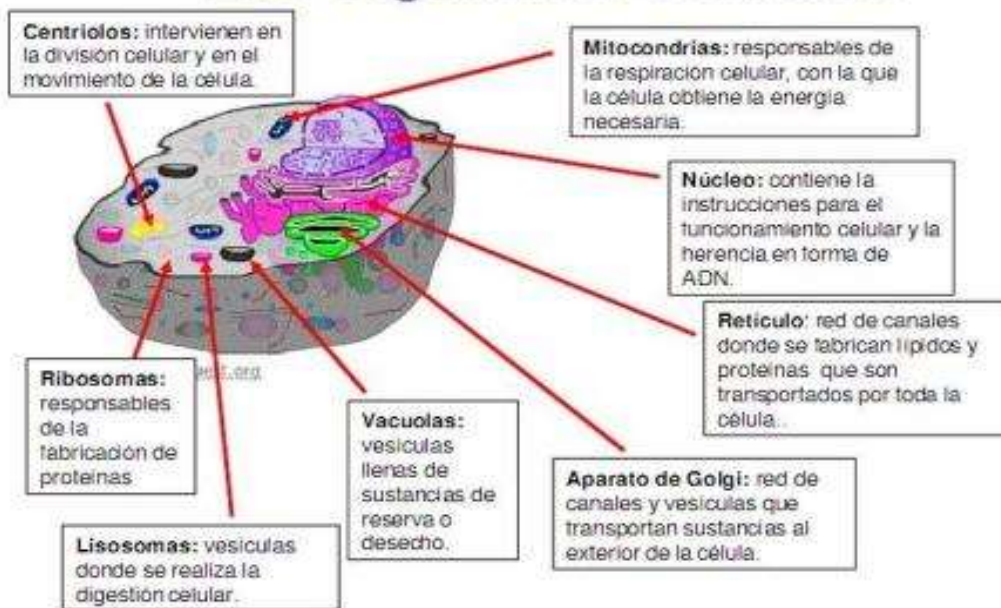 Centriolos: intervienen en
la división celular y en el
movimiento de la célula.
Mitocondrias: responsables de
la respiración celular, con la que
la célula obtiene la energía
necesaria.
Núcleo: contiene la
instrucciones para el
funcionamiento celular y la
herencia en forma de
ADN.
Retículo: red de canales
donde se fabrican lípidos y
proteínas que son
transportados por toda la
célula..
Ribosomas:
responsables
de la
fabricación de
proteínas
Vacuolas:
vesículas
llenas de
sustancias de
reserva o
desecho.
Aparato de Golgi: red de
canales y vesículas que
transportan sustancias al
exterior de la célula.
Lisosomas: vesículas
donde se realiza la
digestión celular.